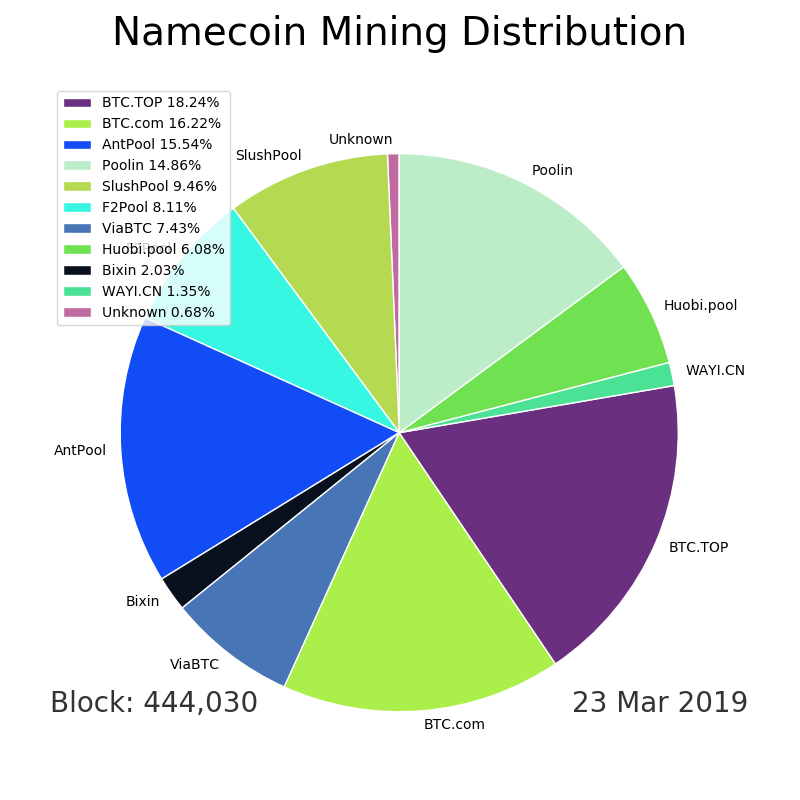 Namecoin Mining Distribution
BTC.TOP 18.24%
BTC.com 16.22%
AntPool 15.54%
Poolin 14.86%
SlushPool 9.46%
F2Pool 8.11%
ViaBTC 7.43%
Huobi.pool 6.08%
Bixin 2.03%
WAYI.CN 1.35%
Unknown 0.68%
Unknown
SlushPool
Poolin
Huobi.pool
WAYI.CN
AntPool
BTC.TOP
Bixin
ViaBTC
BTC.com
Block: 444,030
23 Mar 2019